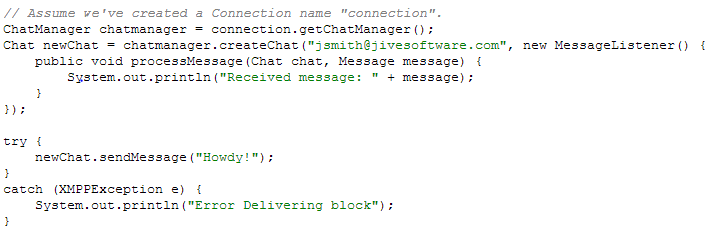 // Assume we've created a Connection name "connection".
ChatManager chatmanager = connection.getChatManager();
Chat newChat = chatmanager.createChat("jsmith@jivesoftware.com", new MessageListener() {
    public void processMessage(Chat chat, Message message) {
        System.out.println("Received message: " + message);
    }
});

try {
    newChat.sendMessage("Howdy!");
}
catch (XMPPException e) {
    System.out.println("Error Delivering block");
}